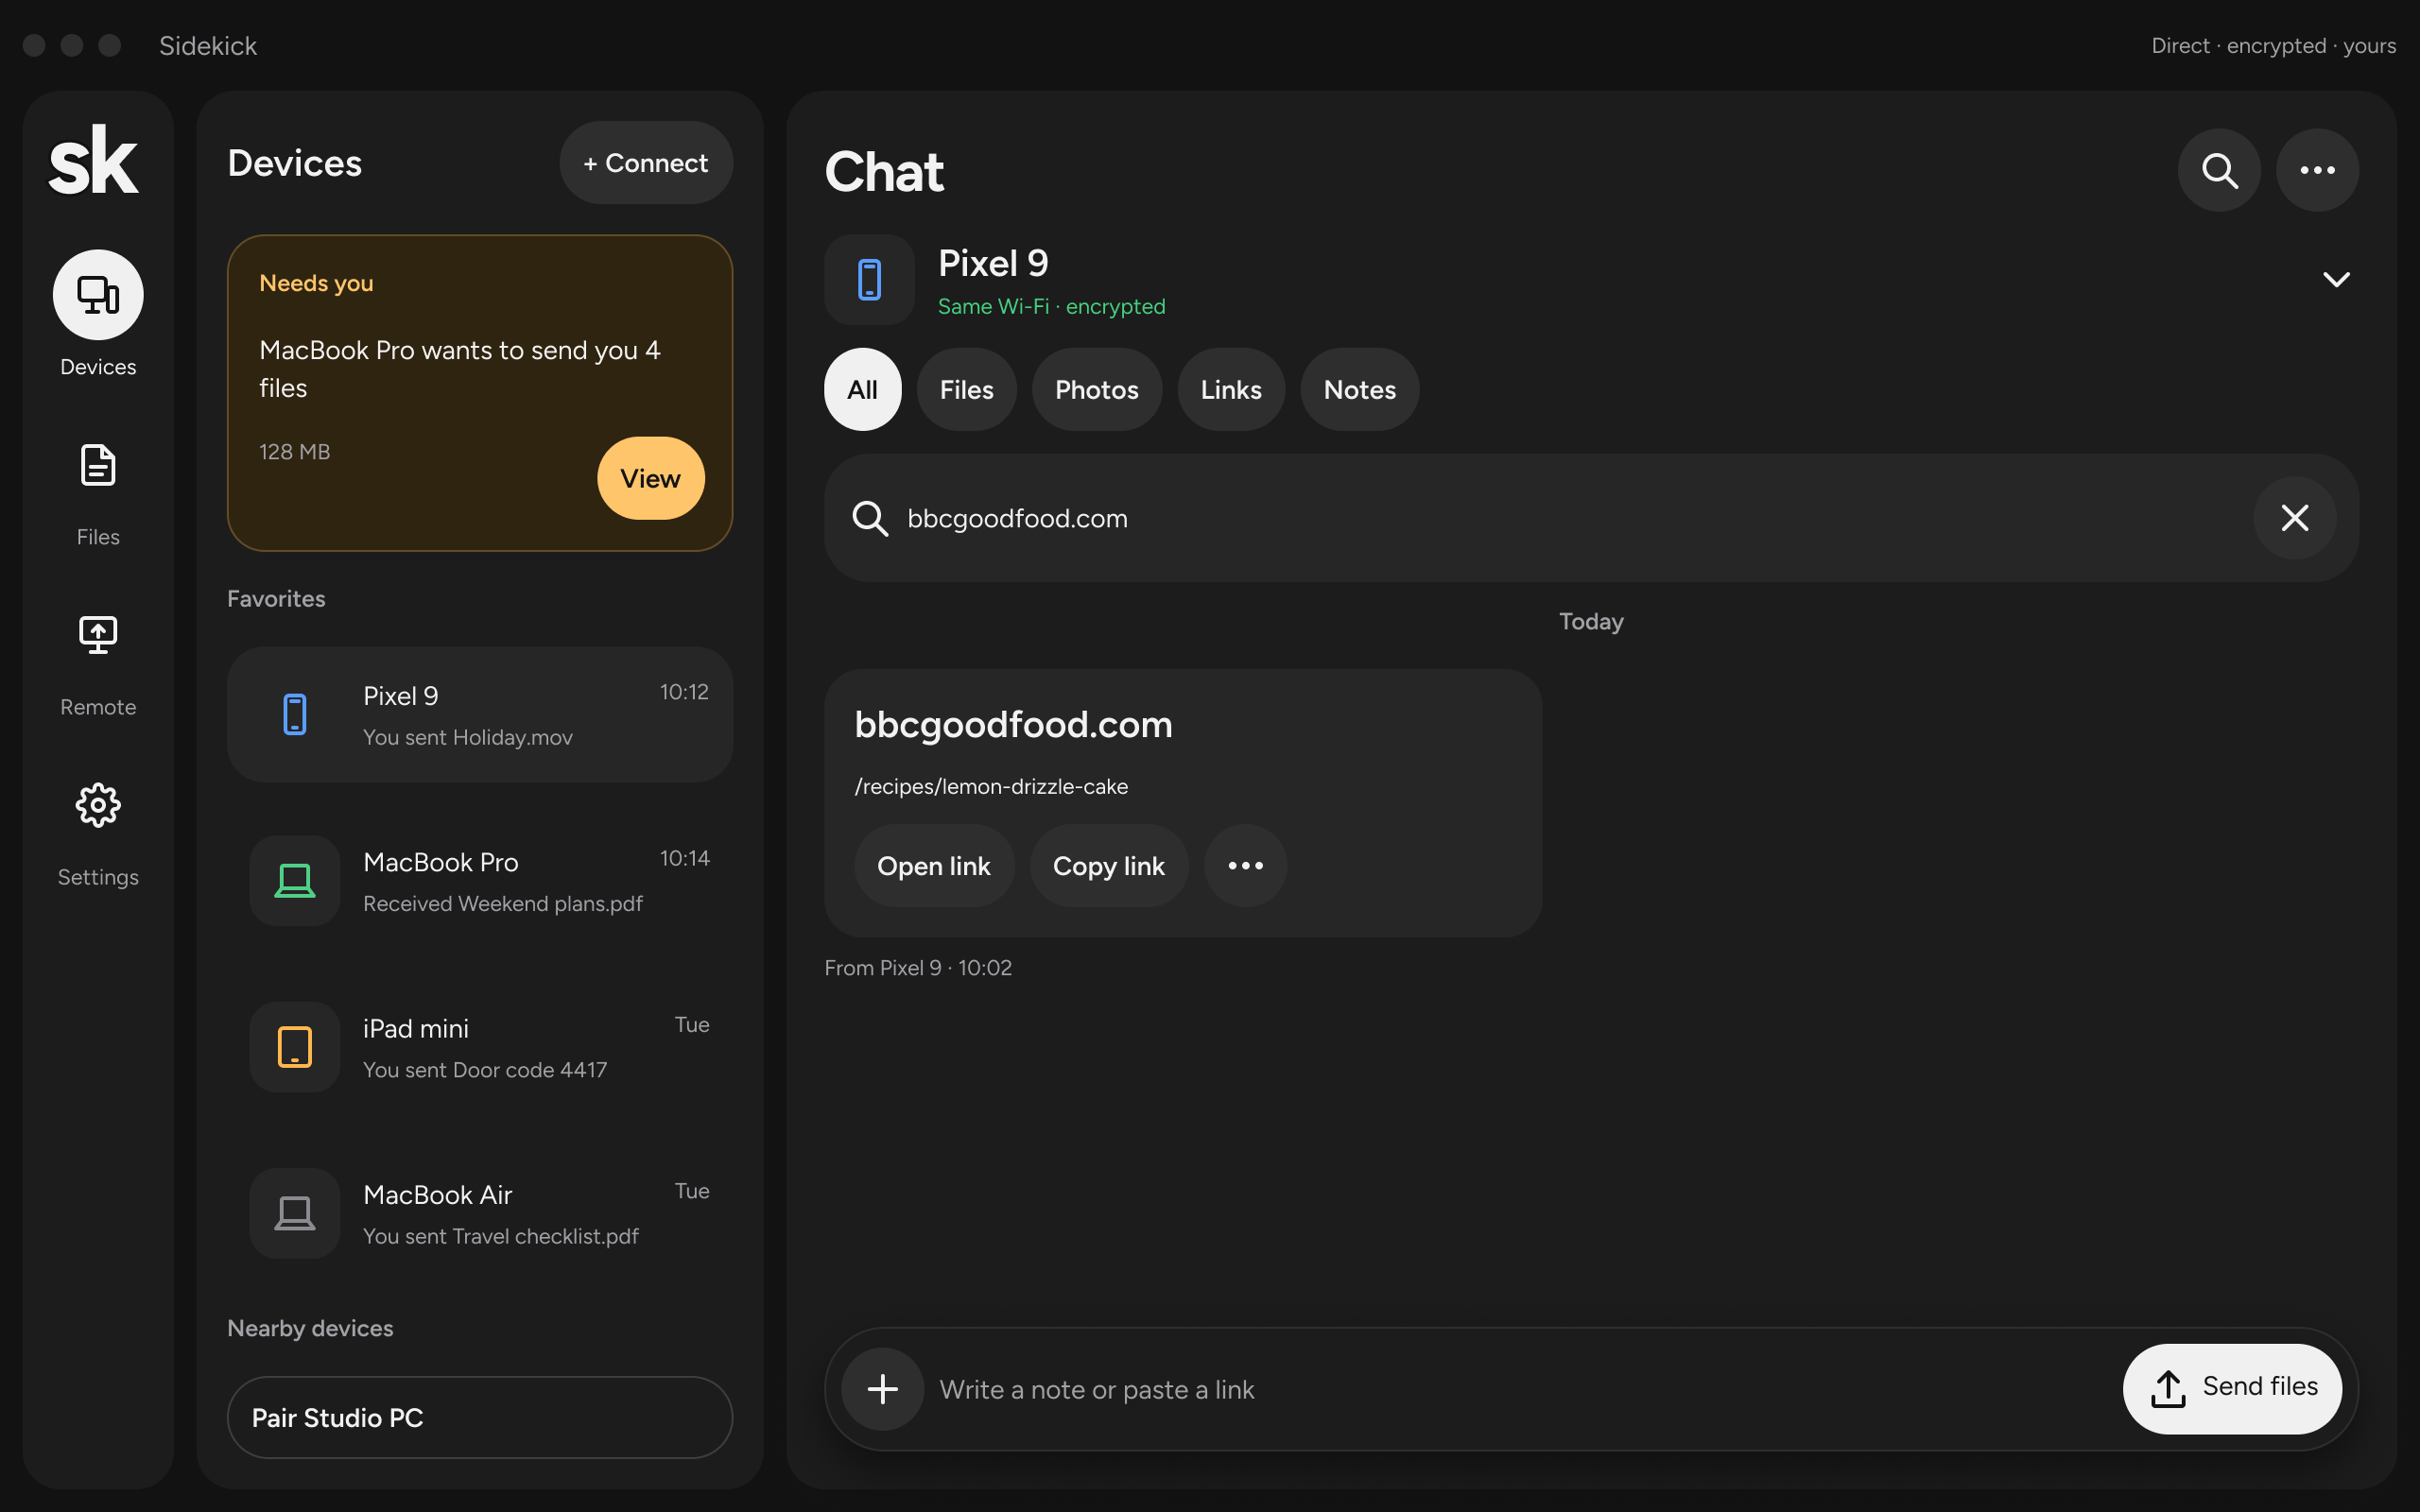 Sidekick
Direct · encrypted · yours
sk
Devices
Files
Remote
Settings
Devices
+ Connect
Needs you
MacBook Pro wants to send you 4
files
128 MB
View
Favorites
Pixel 9
10:12
You sent Holiday.mov
MacBook Pro
10:14
Received Weekend plans.pdf
iPad mini
Tue
You sent Door code 4417
MacBook Air
Tue
You sent Travel checklist.pdf
Nearby devices
Pair Studio PC
Chat
Pixel 9
Same Wi-Fi · encrypted
All
Files
Photos
Links
Notes
bbcgoodfood.com
Today
bbcgoodfood.com
/recipes/lemon-drizzle-cake
Open link
Copy link
From Pixel 9 · 10:02
Write a note or paste a link
Send files